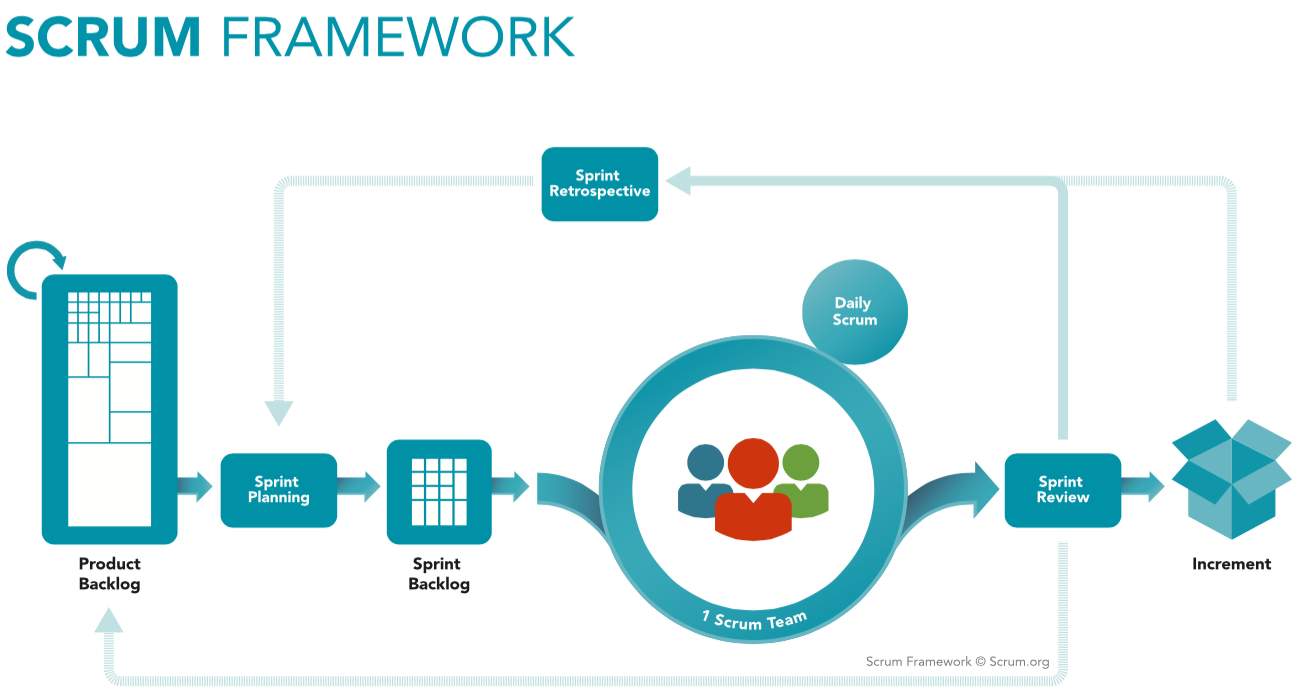 SCRUM FRAMEWORK
Sprint
Retrospective
Daily
Scrum
Sprint
Planning
Sprint
Review
Product
Backlog
Sprint
Backlog
Increment
1 Scrum Team
Scrum Framework © Scrum.org